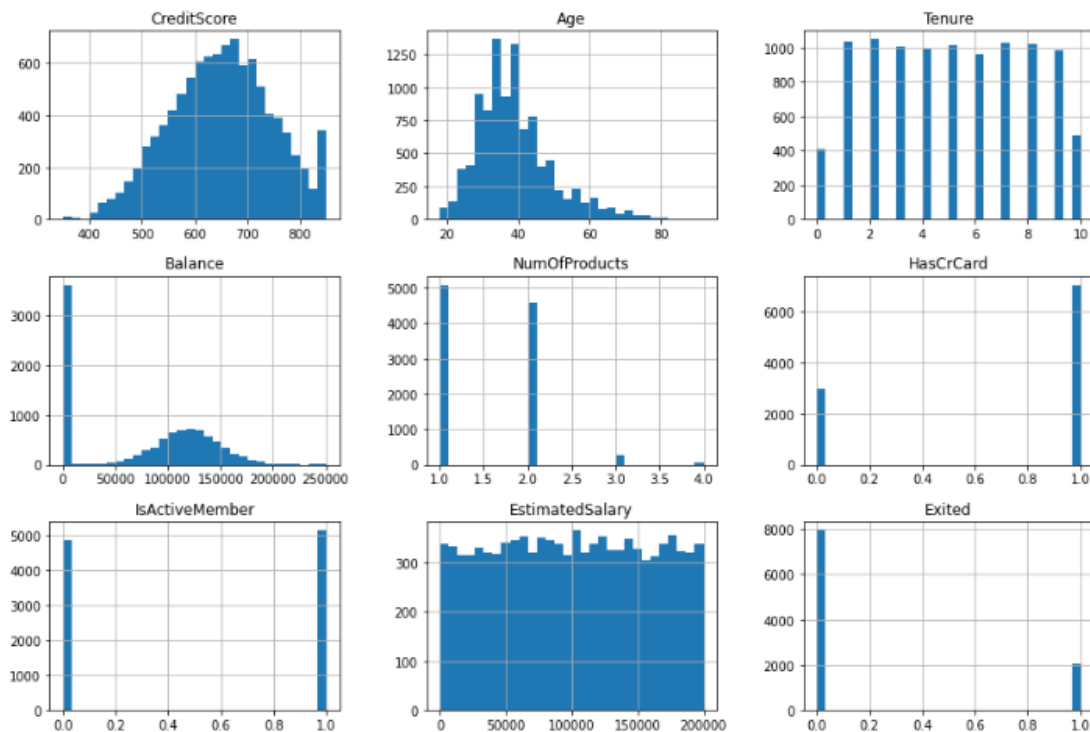 CreditScore
600
400
200
0
400 500 600 700 800
Age
1250
1000
750
500
250
0
20 40 60 80
Tenure
1000
800
600
400
200
0
0 2 4 6 8 10
Balance
3000
2000
1000
0
0 50000 100000 150000 200000 250000
NumOfProducts
5000
4000
3000
2000
1000
0
1.0 1.5 2.0 2.5 3.0 3.5 4.0
HasCrCard
6000
4000
2000
0
0.0 0.2 0.4 0.6 0.8 1.0
IsActiveMember
5000
4000
3000
2000
1000
0
0.0 0.2 0.4 0.6 0.8 1.0
EstimatedSalary
300
200
100
0
0 50000 100000 150000 200000
Exited
8000
6000
4000
2000
0
0.0 0.2 0.4 0.6 0.8 1.0